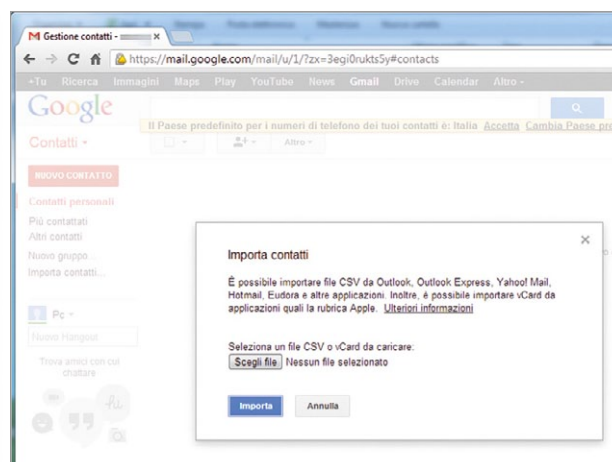 Gestione contatti -
https://mail.google.com/mail/u/1/?zx=3egi0rukts5y#contacts
+Tu Ricerca Immagini Maps Play YouTube News Gmail Drive Calendar Altro
Google
Il Paese predefinito per i numeri di telefono dei tuoi contatti è: Italia Accetta Cambia Paese pre
Contatti
Altro
NUOVO CONTATTO
Contatti personali
Più contattati
Altri contatti
Nuovo gruppo...
Importa contatti...
Pc
Nuovo Hangout
Trova amici con cui
chattare
Importa contatti
È possibile importare file CSV da Outlook, Outlook Express, Yahoo! Mail,
Hotmail, Eudora e altre applicazioni. Inoltre, è possibile importare vCard da
applicazioni quali la rubrica Apple. Ulteriori informazioni
Seleziona un file CSV o vCard da caricare:
Scegli file Nessun file selezionato
Importa Annulla